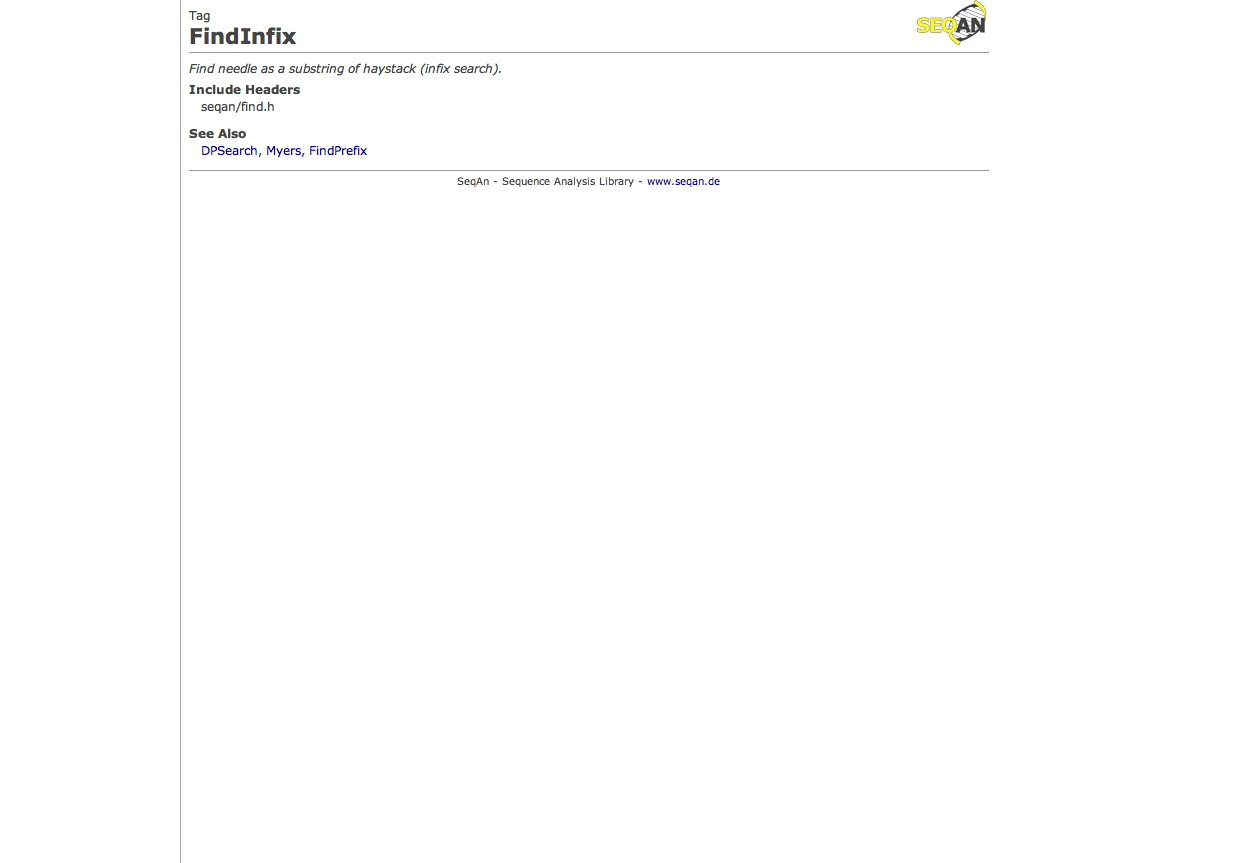 Tag
SEQAN
FindInfix
Find needle as a substring of haystack (infix search).
Include Headers
seqan/find.h
See Also
DPSearch, Myers, FindPrefix
SeqAn - Sequence Analysis Library - www.seqan.de